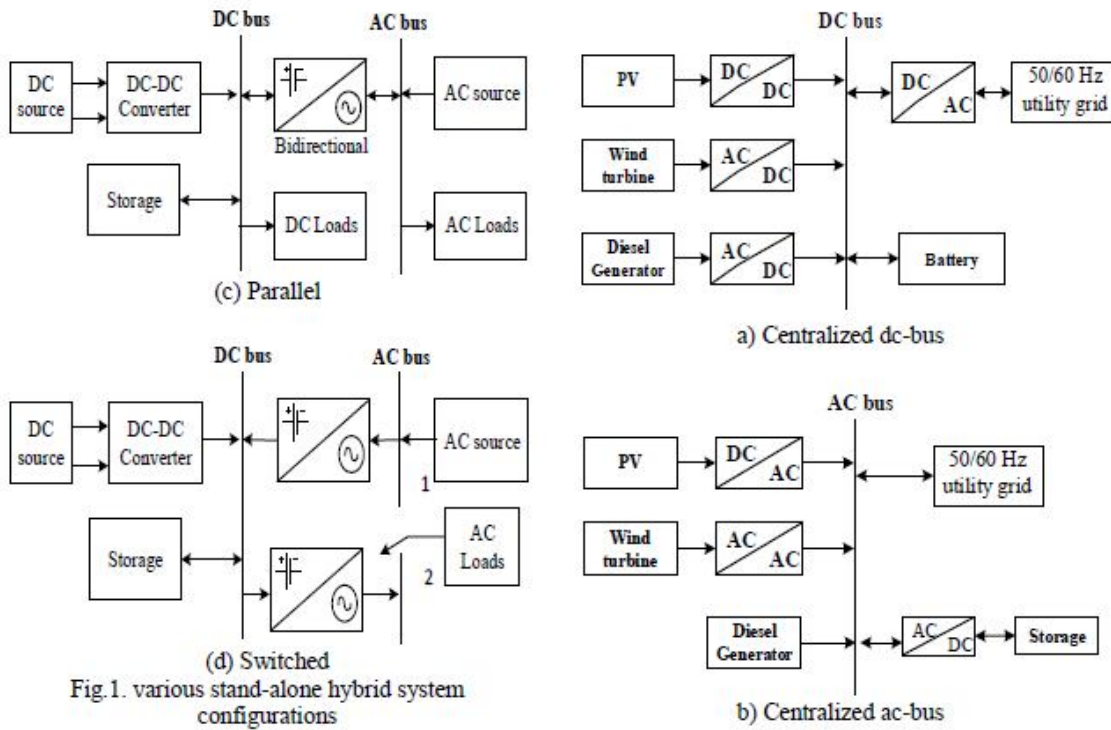 DC bus
AC bus
DC
source
DC-DC
Converter
AC source
Bidirectional
Storage
DC Loads
AC Loads
(c) Parallel
DC bus
AC bus
DC
source
DC-DC
Converter
AC source
1
Storage
AC
Loads
2
(d) Switched
Fig.1. various stand-alone hybrid system
configurations
DC bus
PV
DC
DC
DC
AC
50/60 Hz
utility grid
Wind
turbine
AC
DC
Diesel
Generator
AC
DC
Battery
a) Centralized dc-bus
AC bus
PV
DC
AC
50/60 Hz
utility grid
Wind
turbine
AC
AC
Diesel
Generator
AC
DC
Storage
b) Centralized ac-bus